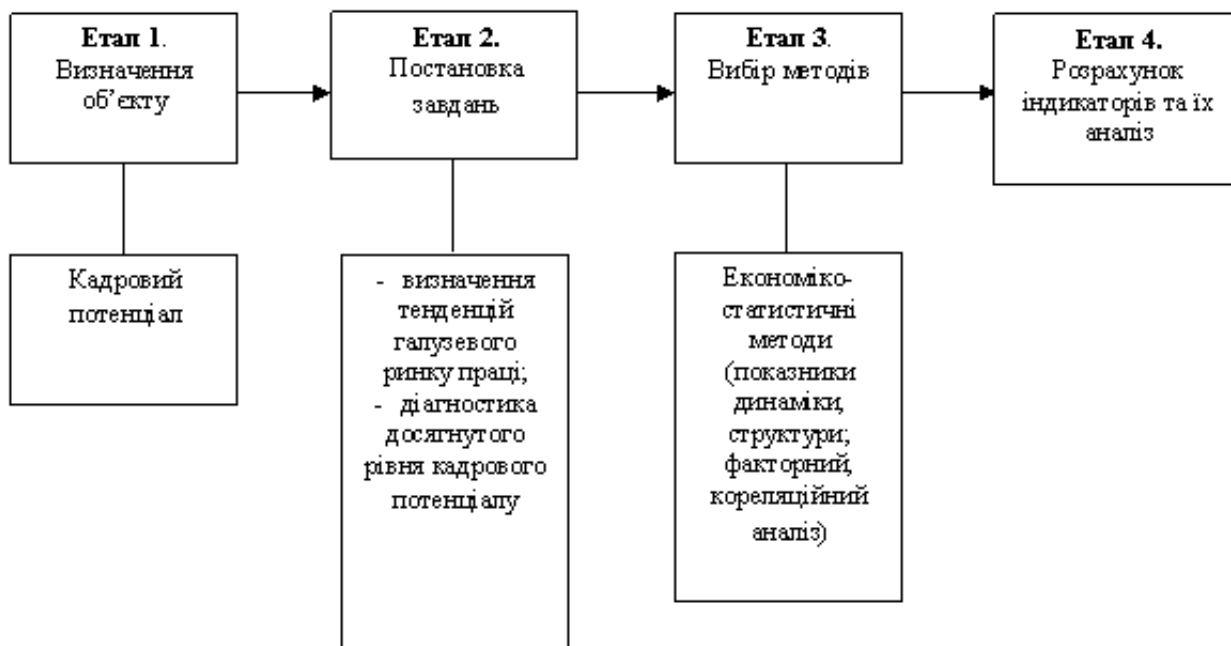 Етап 1.
Визначення
об’єкту
Етап 2.
Постановка
завдань
Етап 3.
Вибір методів
Етап 4.
Розрахунок
індикаторів та їх
аналіз
Кадровий
потенціал
- визначення
тенденцій
галузевого
ринку праці;
- діагностика
досягнутого
рівня кадрового
потенціалу
Економіко-
статистичні
методи
(показники
динаміки,
структури;
факторний,
кореляційний
аналіз)